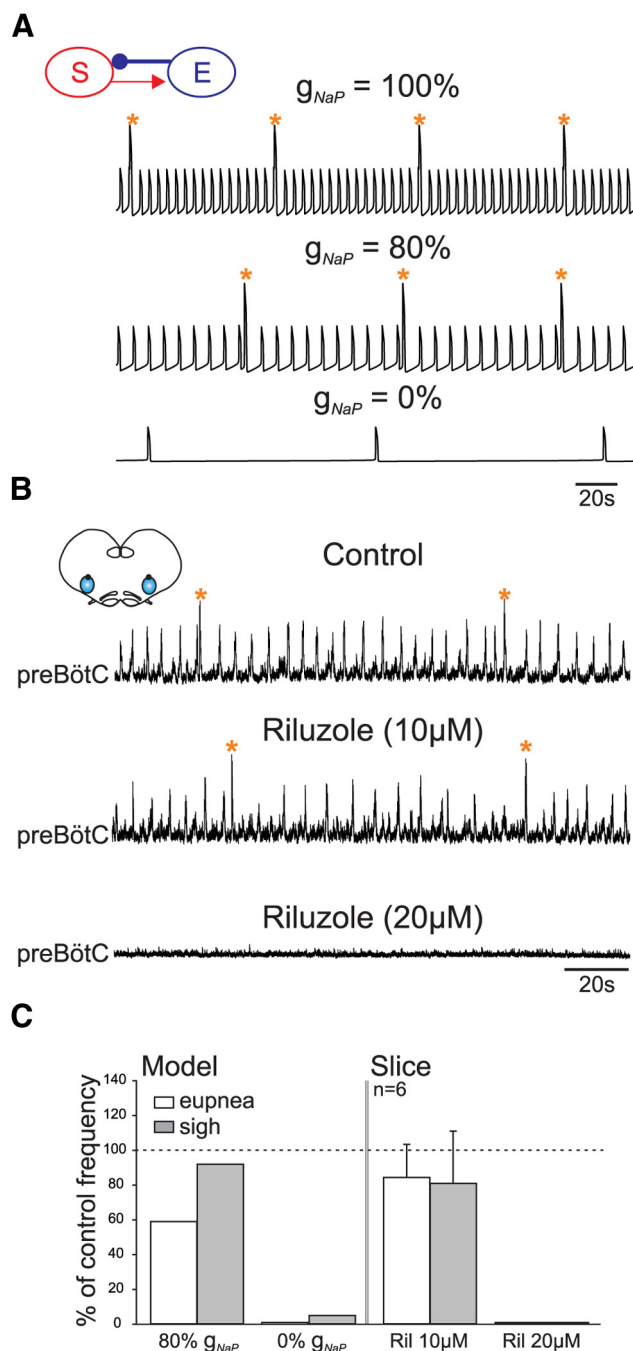 A
S E
gNaP = 100%
* * * *
gNaP = 80%
* * *
gNaP = 0%
20s
B
Control
* *
preBötC
Riluzole (10µM)
* *
preBötC
Riluzole (20µM)
preBötC
20s
C
Model Slice
n=6
eupnea
sigh
% of control frequency
140
120
100
80
60
40
20
0
80% gNaP 0% gNaP Ril 10µM Ril 20µM